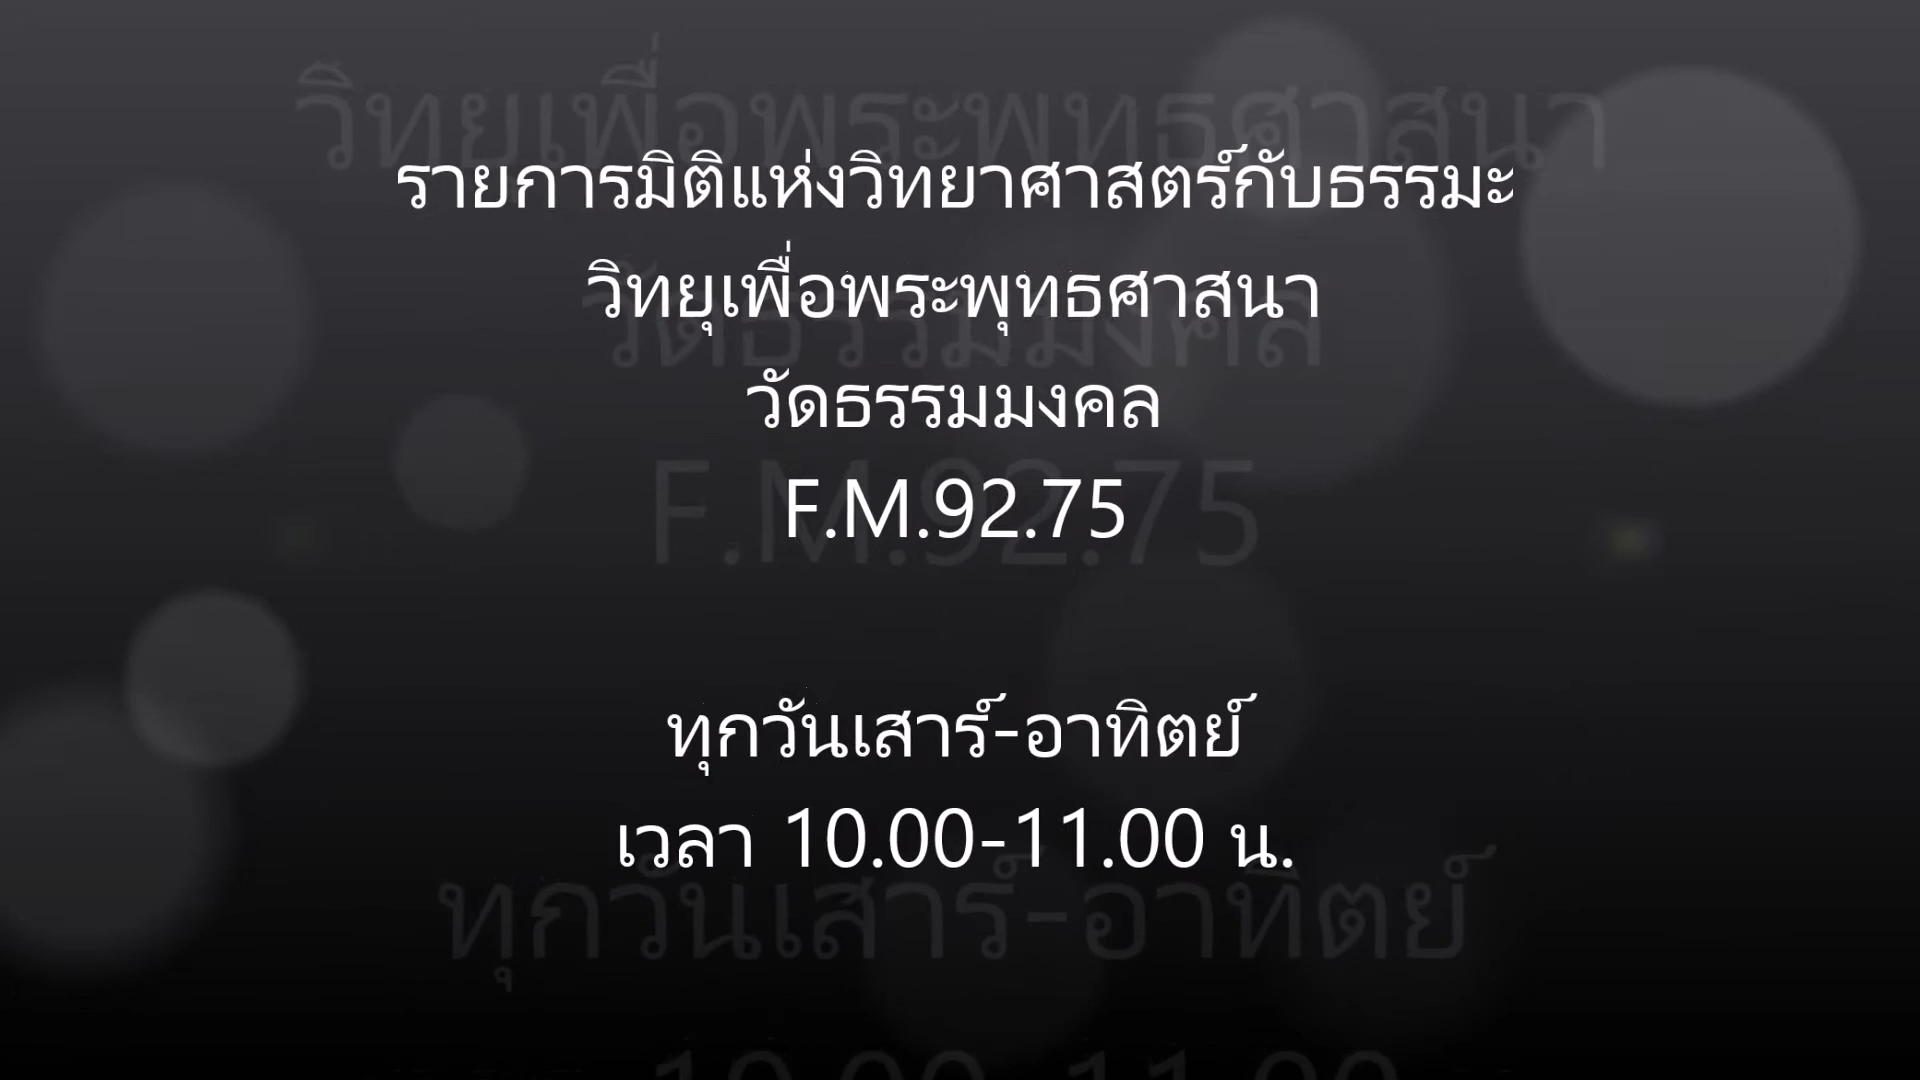 รายการมิติแห่งวิทยาศาสตร์กับธรรมะ
วิทยุเพื่อพระพุทธศาสนา
วัดธรรมมงคล
F.M.92.75
ทุกวันเสาร์-อาทิตย์
เวลา 10.00-11.00 น.